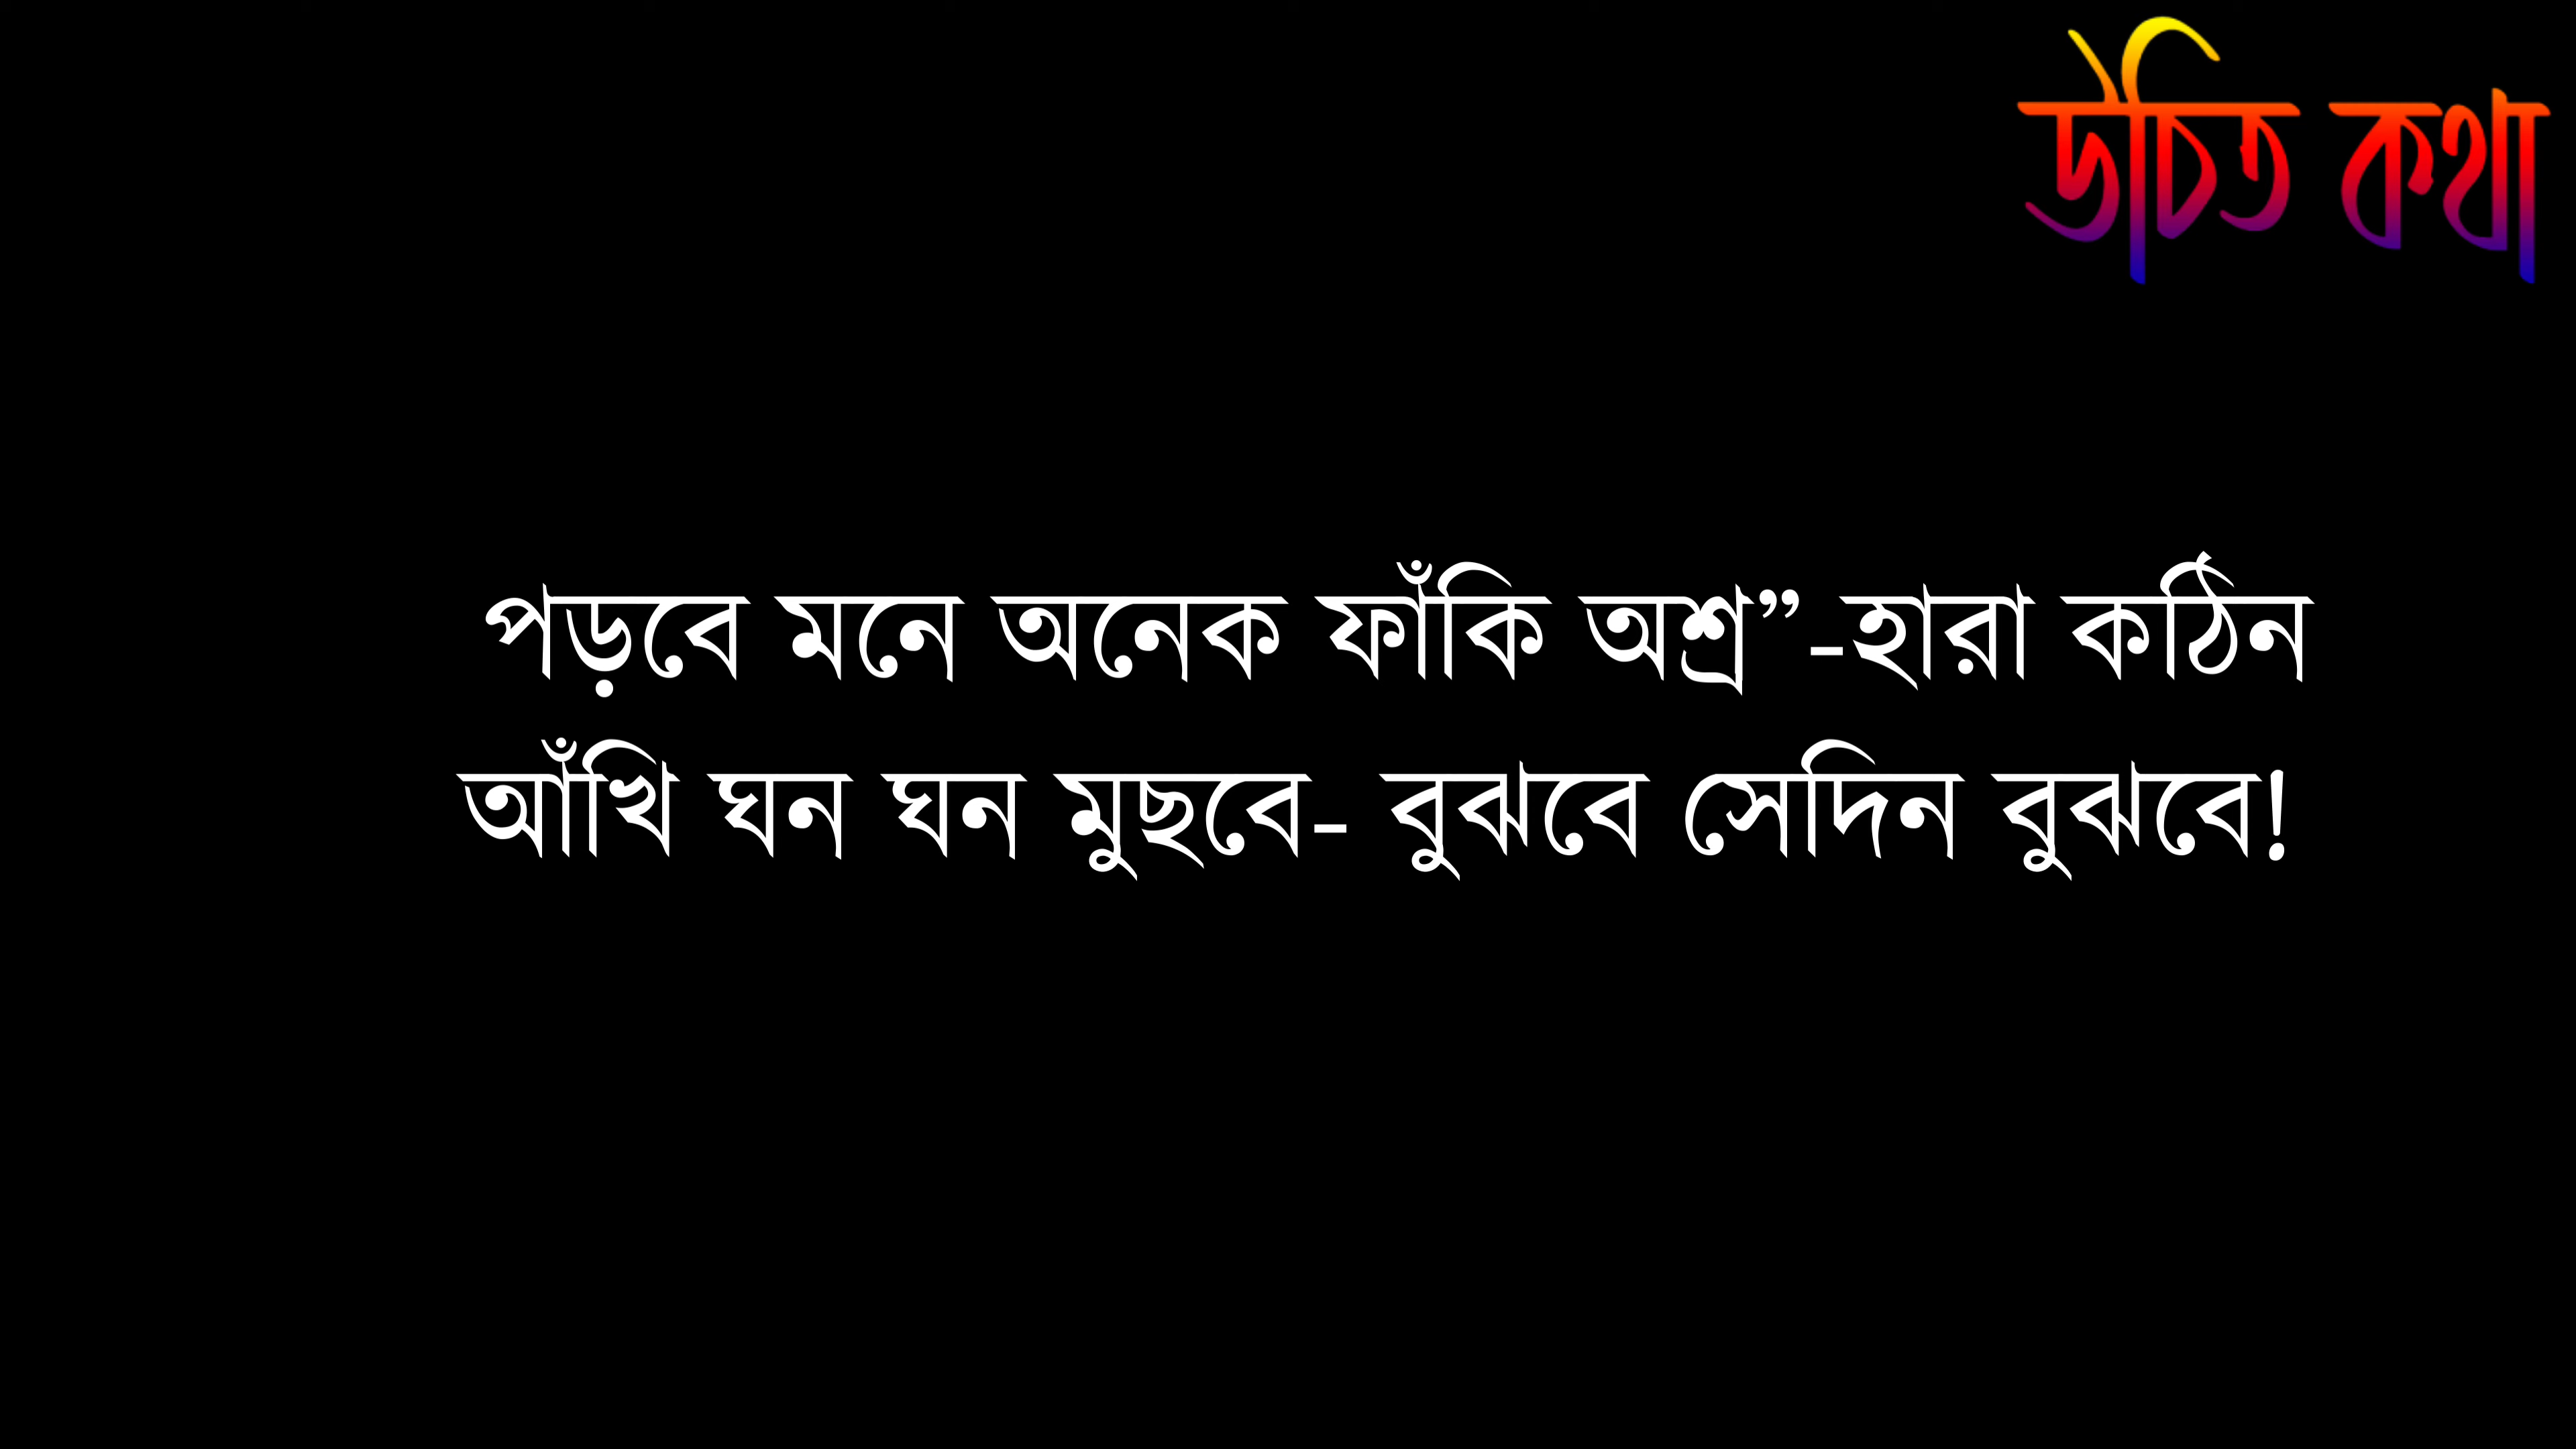 উচিত কথা
পড়বে মনে অনেক ফাঁকি অশ্র”-হারা কঠিন
আঁখি ঘন ঘন মুছবে- বুঝবে সেদিন বুঝবে!